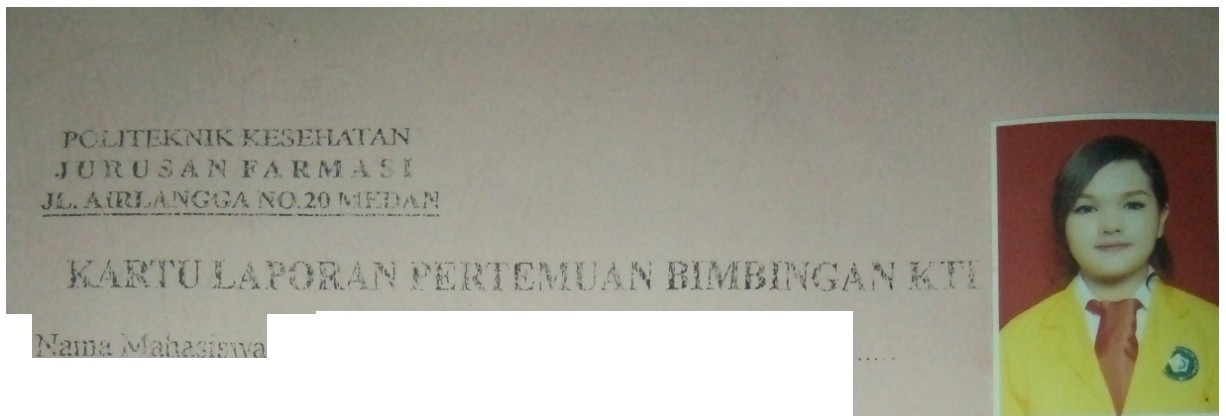 POLITEKNIK KESEHATAN
JURUSAN FARMASI
JL. AIRLANGGA NO.20 MEDAN
KARTU LAPORAN PERTEMUAN BIMBINGAN KTI
Nama Mahasiswa .....